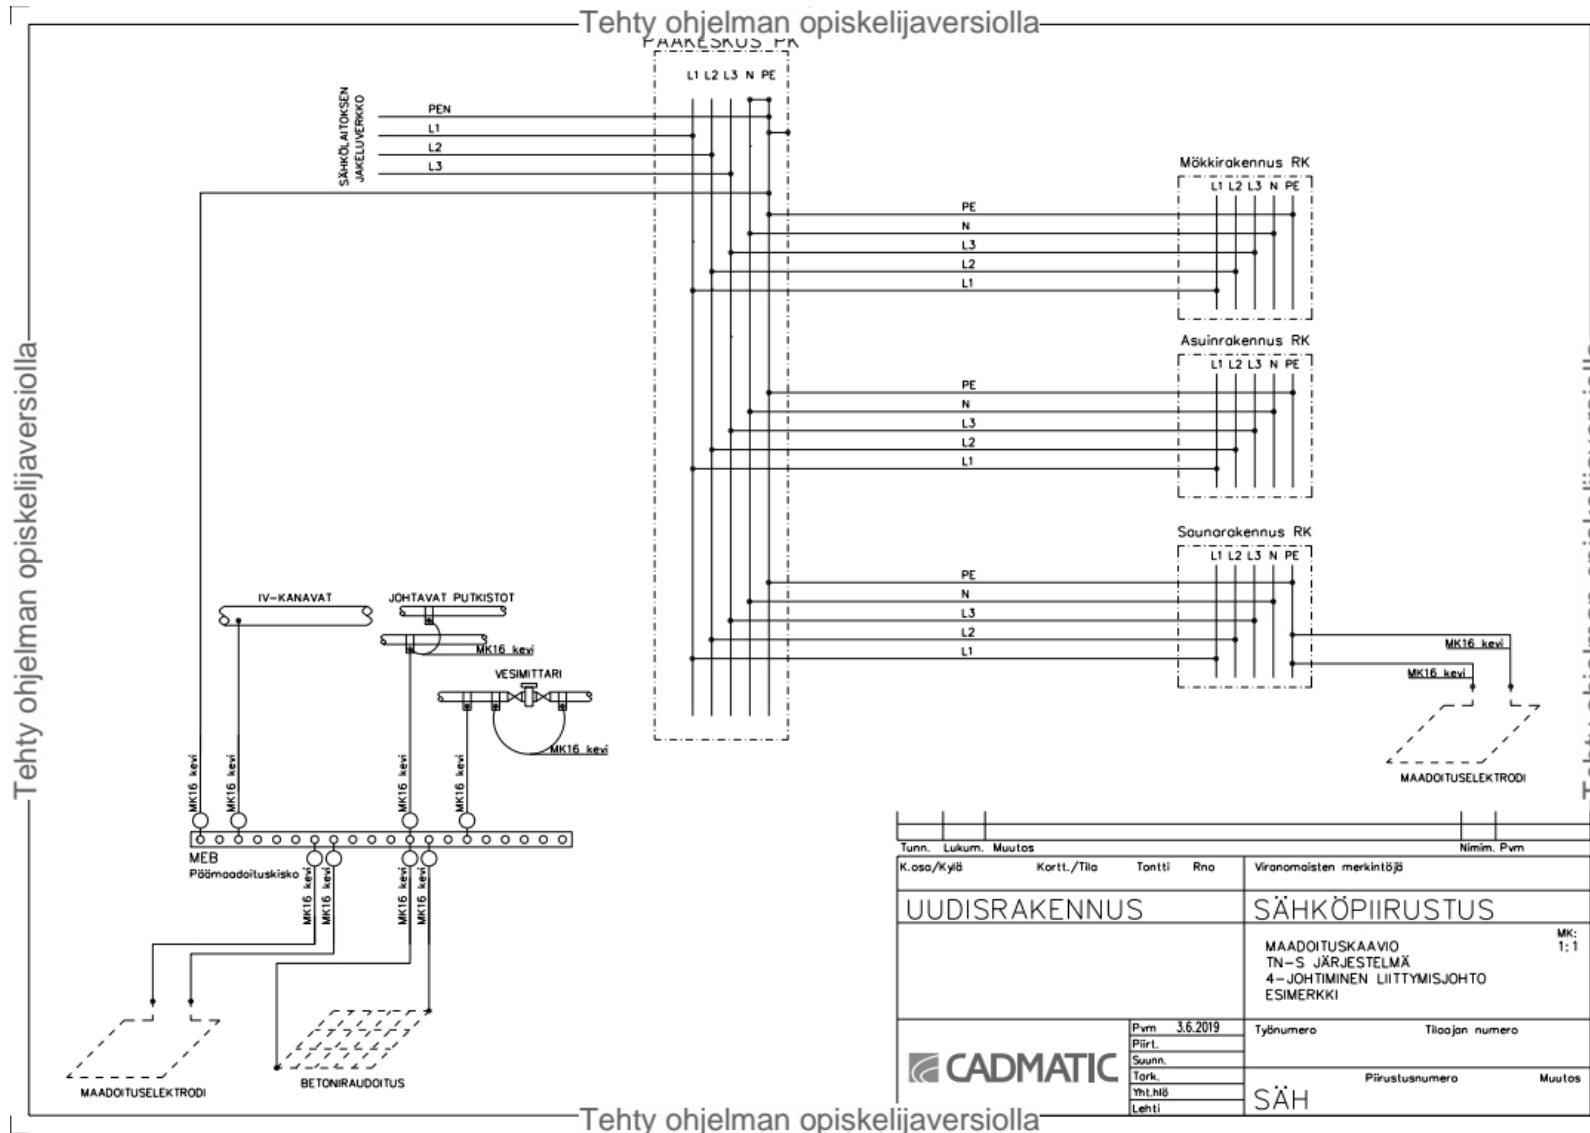 Tehty ohjelman opiskelijaversiolla
PÄÄKESKUS PK
L1 L2 L3 N PE
SÄHKÖLAITOKSEN
JAKELUVERKKO
PEN
L1
L2
L3
Mökkirakennus RK
L1 L2 L3 N PE
PE
N
L3
L2
L1
Asuinrakennus RK
L1 L2 L3 N PE
PE
N
L3
L2
L1
Saunarakennus RK
L1 L2 L3 N PE
PE
N
L3
L2
L1
MK16 kevi
MK16 kevi
MAADOITUSELEKTRODI
Tehty ohjelman opiskelijaversiolla
Tehty ohjelman opiskelijaversiolla
IV-KANAVAT
JOHTAVAT PUTKISTOT
MK16 kevi
VESIMITTARI
MK16 kevi
MK16 kevi
MK16 kevi
MK16 kevi
MK16 kevi
MEB
Päämaadoituskisko
MK16 kevi
MK16 kevi
MK16 kevi
MK16 kevi
MAADOITUSELEKTRODI
BETONIRAUDOITUS
Tunn. Lukum. Muutos Nimim. Pvm
K.osa/Kylä Kortt./Tila Tontti Rno Viranomaisten merkintöjä
UUDISRAKENNUS SÄHKÖPIIRUSTUS
MK:
1:1
MAADOITUSKAAVIO
TN-S JÄRJESTELMÄ
4-JOHTIMINEN LIITTYMISJOHTO
ESIMERKKI
CADMATIC
Pvm 3.6.2019
Piirt.
Suunn.
Tark.
Yht.hlö
Lehti
Työnumero Tilaajan numero
Piirustusnumero Muutos
SÄH
Tehty ohjelman opiskelijaversiolla